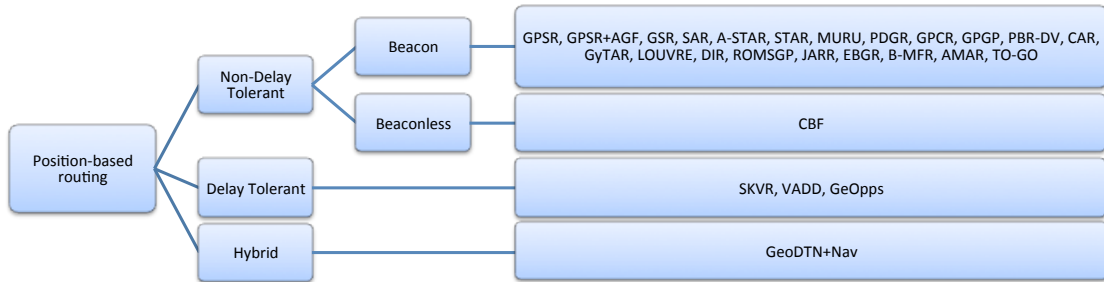 Position-based
routing
Non-Delay
Tolerant
Beacon
GPSR, GPSR+AGF, GSR, SAR, A-STAR, STAR, MURU, PDGR, GPCR, GPGP, PBR-DV, CAR,
GyTAR, LOUVRE, DIR, ROMSGP, JARR, EBGR, B-MFR, AMAR, TO-GO
Beaconless
CBF
Delay Tolerant
SKVR, VADD, GeOpps
Hybrid
GeoDTN+Nav